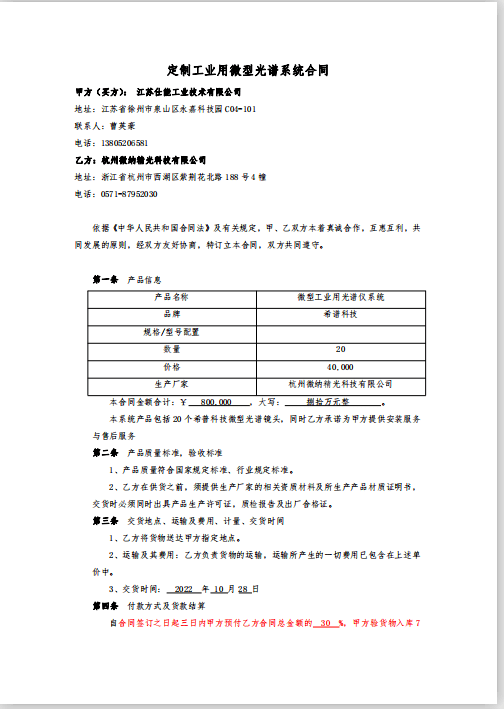 定制工业用微型光谱系统合同
甲方（买方）： 江苏仕能工业技术有限公司
地址：江苏省徐州市泉山区永嘉科技园 C04-101
联系人：曹英豪
电话：13805206581
乙方：杭州微纳精光科技有限公司
地址：浙江省杭州市西湖区紫荆花北路 188 号 4 幢
电话：0571-87952030
依据《中华人民共和国合同法》及有关规定，甲、乙双方本着真诚合作，互惠互利，共
同发展的原则，经双方友好协商，特订立本合同，双方共同遵守。
第一条 产品信息
产品名称 微型工业用光谱仪系统
品牌 希谱科技
规格/型号配置
数量 20
价格 40,000
生产厂家 杭州微纳精光科技有限公司
本合同金额合计：￥ 800,000 ，大写： 捌拾万元整 。
本系统产品包括 20 个希普科技微型光谱镜头，同时乙方承诺为甲方提供安装服务
与售后服务
第二条 产品质量标准，验收标准
1、产品质量符合国家规定标准、行业规定标准。
2、乙方在供货之前，须提供生产厂家的相关资质材料及所生产产品材质证明书，
交货时必须同时出具产品生产许可证，质检报告及出厂合格证。
第三条 交货地点、运输及费用、计量、交货时间
1、乙方将货物送达甲方指定地点。
2、运输及其费用：乙方负责货物的运输，运输所产生的一切费用已包含在上述单
价中。
3、交货时间： 2022 年 10 月 28 日
第四条 付款方式及货款结算
自合同签订之日起三日内甲方预付乙方合同总金额的 30 %，甲方验货物入库 7